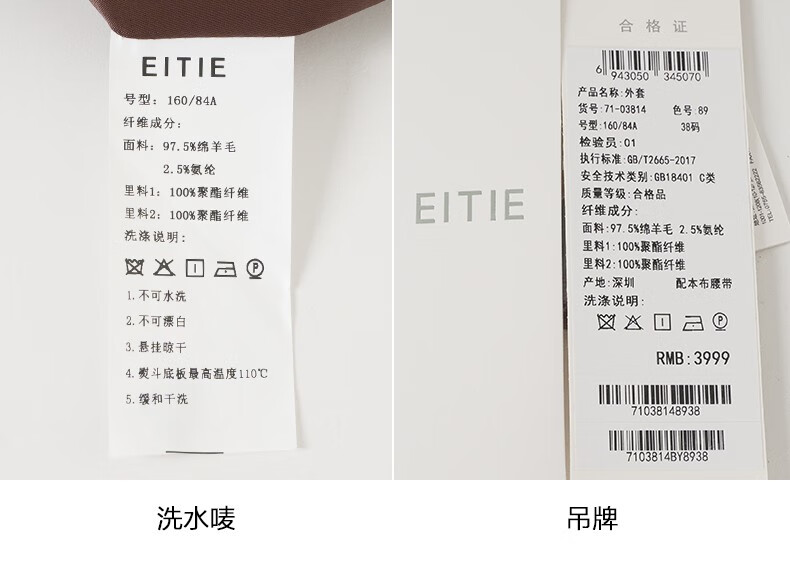 EITIE
号型: 160/84A
纤维成分:
面料: 97.5%绵羊毛
2.5%氨纶
里料1: 100%聚酯纤维
里料2: 100%聚酯纤维
洗涤说明:
P
1.不可水洗
2.不可漂白
3.悬挂晾干
4.熨斗底板最高温度110℃
5.缓和干洗
洗水唛
EITIE
合格证
6 943050 345070
产品名称:外套
货号:71-03814 色号:89
号型:160/84A 38码
检验员:01
执行标准:GB/T2665-2017
安全技术类别:GB18401 C类
质量等级:合格品
纤维成分:
面料:97.5%绵羊毛 2.5%氨纶
里料1:100%聚酯纤维
里料2:100%聚酯纤维
产地:深圳 配本布腰带
洗涤说明:
P
RMB:3999
71038148938
7103814BY8938
吊牌